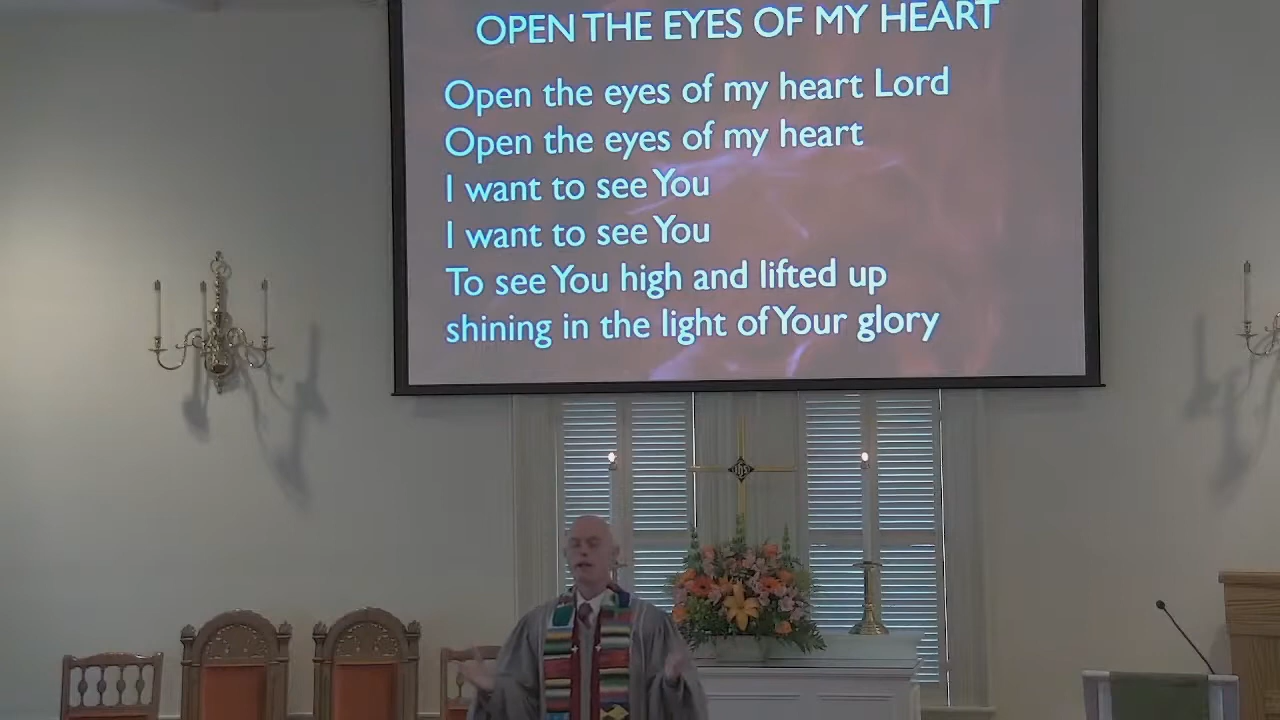 OPEN THE EYES OF MY HEART
Open the eyes of my heart Lord
Open the eyes of my heart
I want to see You
I want to see You
To see You high and lifted up
shining in the light of Your glory
IHS